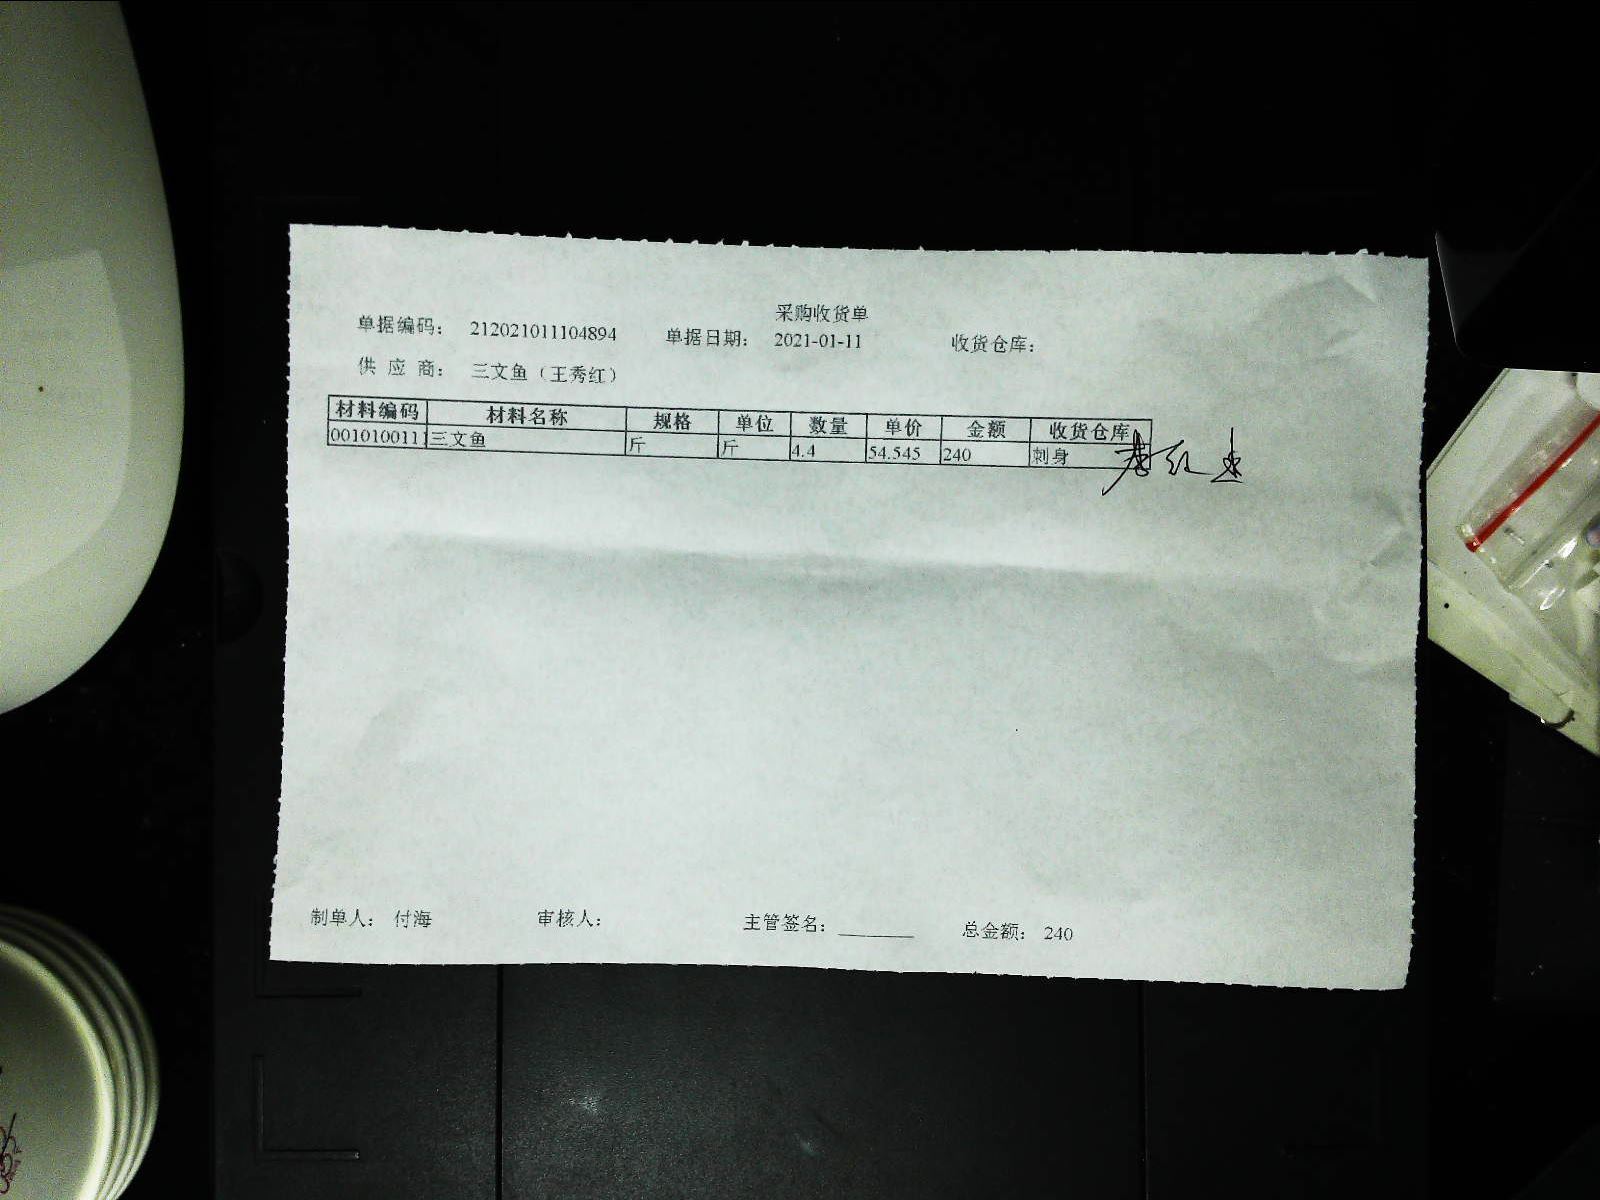 采购收货单
单据编码： 212021011104894 单据日期： 2021-01-11 收货仓库：
供 应 商： 三文鱼（王秀红）
材料编码 材料名称 规格 单位 数量 单价 金额 收货仓库
001010011 三文鱼 斤 斤 4.4 54.545 240 刺身
制单人： 付海 审核人： 主管签名： 总金额： 240